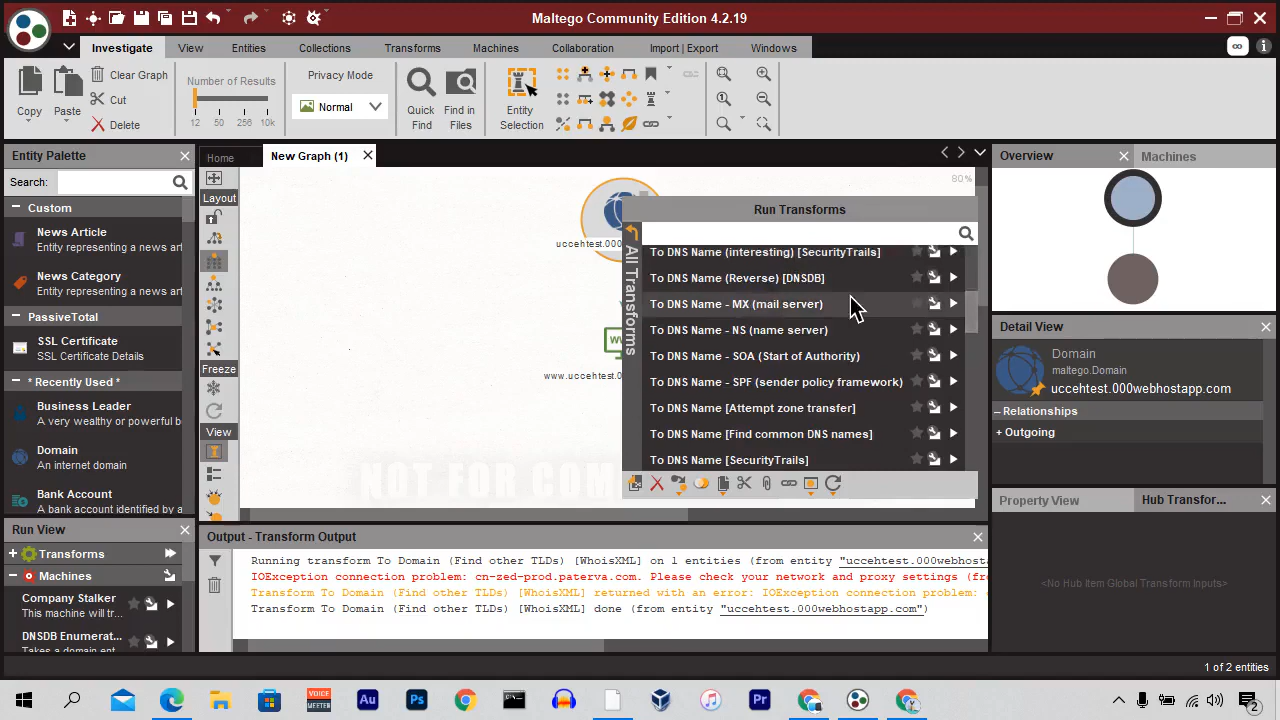 Maltego Community Edition 4.2.19
Investigate View Entities Collections Transforms Machines Collaboration Import | Export Windows
Copy Paste Clear Graph Cut Delete
Number of Results
12 50 256 10k
Privacy Mode
Normal
Quick Find
Find in Files
Entity Selection
Entity Palette
Search:
Custom
News Article
Entity representing a news art
News Category
Entity representing a news art
PassiveTotal
SSL Certificate
SSL Certificate Details
* Recently Used *
Business Leader
A very wealthy or powerful b
Domain
An internet domain
Bank Account
A bank account identified by a
Run View
Transforms
Machines
Company Stalker
This machine will tr...
DNSDB Enumerat...
Takes a domain ent
Home
New Graph (1)
Layout
Freeze
View
80%
uccehtest.000
www.uccehtest.0
NOT FOR COM
Run Transforms
All Transforms
To DNS Name (interesting) [SecurityTrails]
To DNS Name (Reverse) [DNSDB]
To DNS Name - MX (mail server)
To DNS Name - NS (name server)
To DNS Name - SOA (Start of Authority)
To DNS Name - SPF (sender policy framework)
To DNS Name [Attempt zone transfer]
To DNS Name [Find common DNS names]
To DNS Name [SecurityTrails]
Output - Transform Output
Running transform To Domain (Find other TLDs) [WhoisXML] on 1 entities (from entity "uccehtest.000webhosta
IOException connection problem: cn-zed-prod.paterva.com. Please check your network and proxy settings (fro
Transform To Domain (Find other TLDs) [WhoisXML] returned with an error: IOException connection problem: c
Transform To Domain (Find other TLDs) [WhoisXML] done (from entity "uccehtest.000webhostapp.com")
Overview
Machines
Detail View
Domain
maltego.Domain
uccehtest.000webhostapp.com
Relationships
+ Outgoing
Property View
Hub Transfor...
<No Hub Item Global Transform Inputs>
1 of 2 entities
VOICE MEETER
Au
Ps
Pr
2